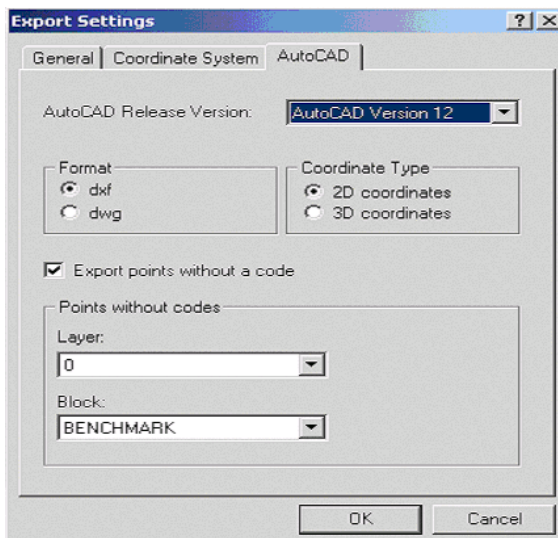 Export Settings
General Coordinate System AutoCAD
AutoCAD Release Version: AutoCAD Version 12
Format
dxf
dwg
Coordinate Type
2D coordinates
3D coordinates
Export points without a code
Points without codes
Layer:
0
Block:
BENCHMARK
OK Cancel